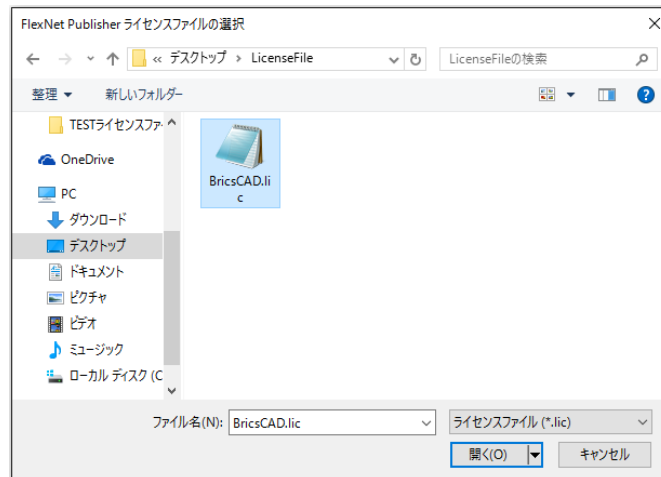 FlexNet Publisher ライセンスファイルの選択
« デスクトップ › LicenseFile
LicenseFileの検索
整理
新しいフォルダー
TESTライセンスファ
OneDrive
PC
ダウンロード
デスクトップ
ドキュメント
ピクチャ
ビデオ
ミュージック
ローカル ディスク (C
BricsCAD.li
c
ファイル名(N): BricsCAD.lic
ライセンスファイル (*.lic)
開く(O)
キャンセル